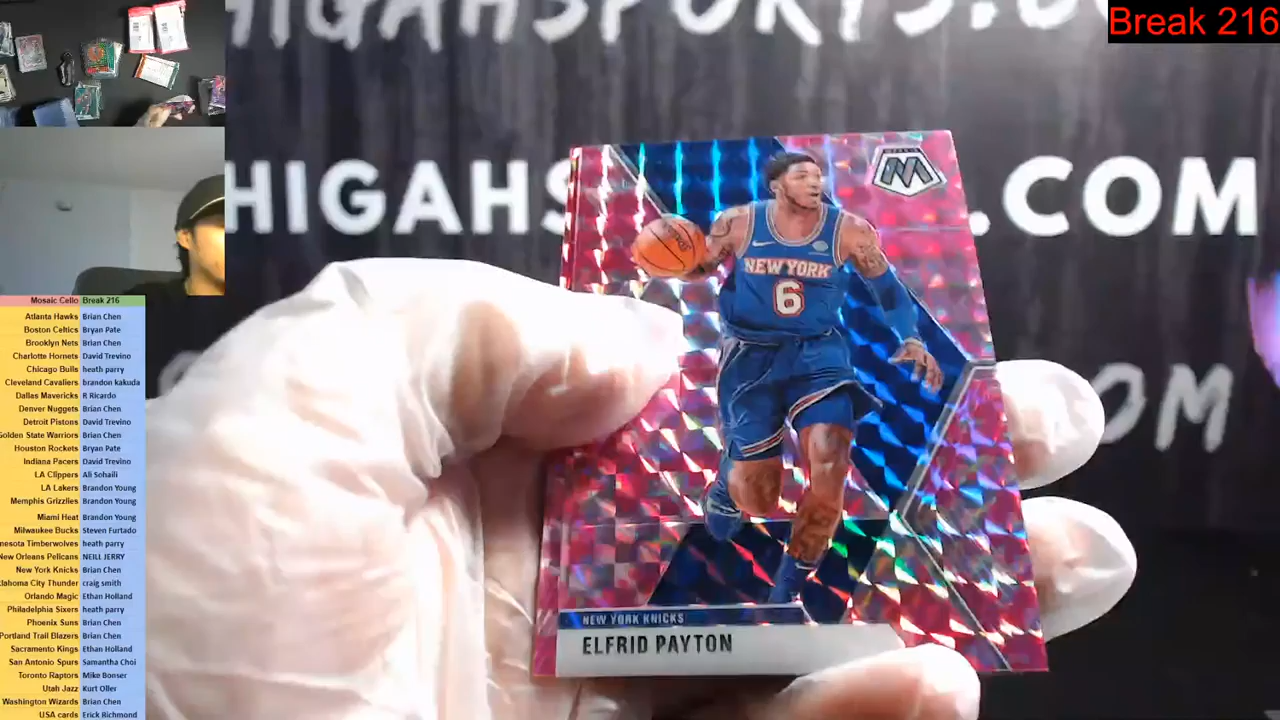 HIGAHSPORTS.
Break 216
HIGAHS .COM
OM
M
NEW YORK
6
NEW YORK KNICKS
ELFRID PAYTON
Mosaic Cello Break 216
Atlanta Hawks Brian Chen
Boston Celtics Bryan Pate
Brooklyn Nets Brian Chen
Charlotte Hornets David Trevino
Chicago Bulls heath parry
Cleveland Cavaliers brandon kakuda
Dallas Mavericks R Ricardo
Denver Nuggets Brian Chen
Detroit Pistons David Trevino
Golden State Warriors Brian Chen
Houston Rockets Bryan Pate
Indiana Pacers David Trevino
LA Clippers Ali Sohaili
LA Lakers Brandon Young
Memphis Grizzlies Brandon Young
Miami Heat Brandon Young
Milwaukee Bucks Steven Furtado
nesota Timberwolves heath parry
New Orleans Pelicans NEILL JERRY
New York Knicks Brian Chen
klahoma City Thunder craig smith
Orlando Magic Ethan Holland
Philadelphia Sixers heath parry
Phoenix Suns Brian Chen
Portland Trail Blazers Brian Chen
Sacramento Kings Ethan Holland
San Antonio Spurs Samantha Choi
Toronto Raptors Mike Bonser
Utah Jazz Kurt Oller
Washington Wizards Brian Chen
USA cards Erick Richmond